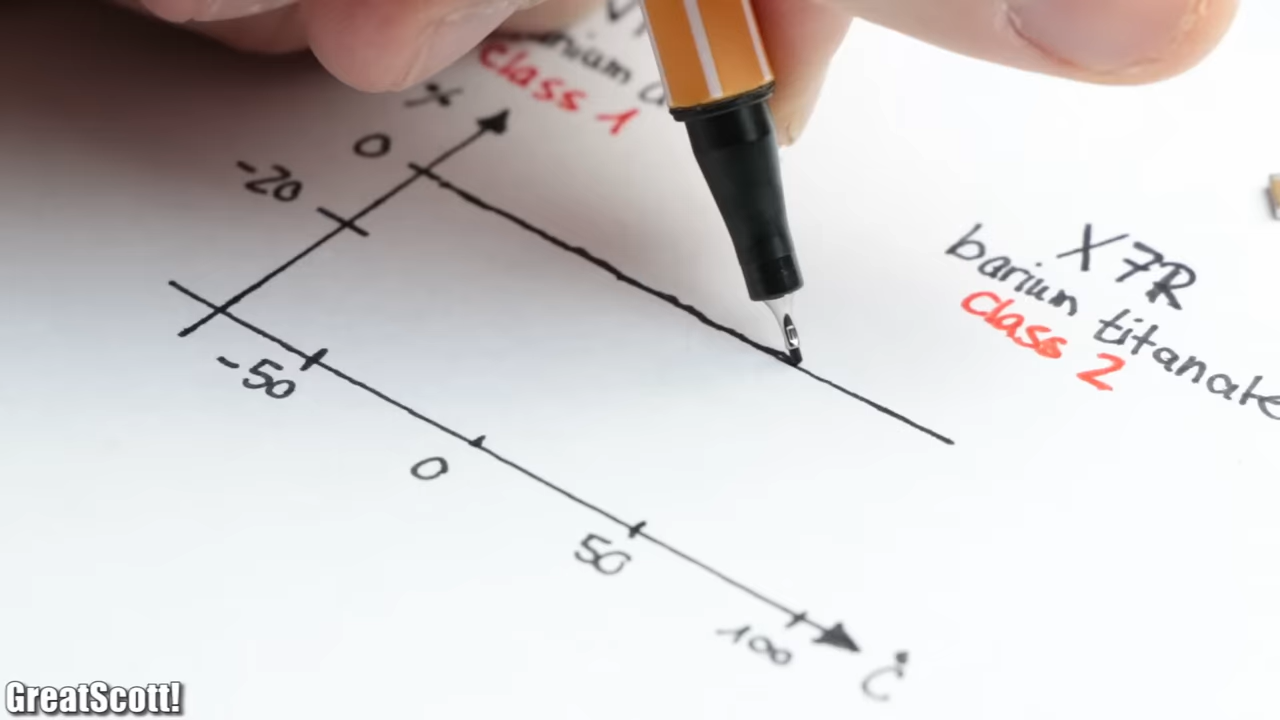 class 1
%
0
-20
-50
0
50
100
°C
X7R
barium titanate
class 2
GreatScott!